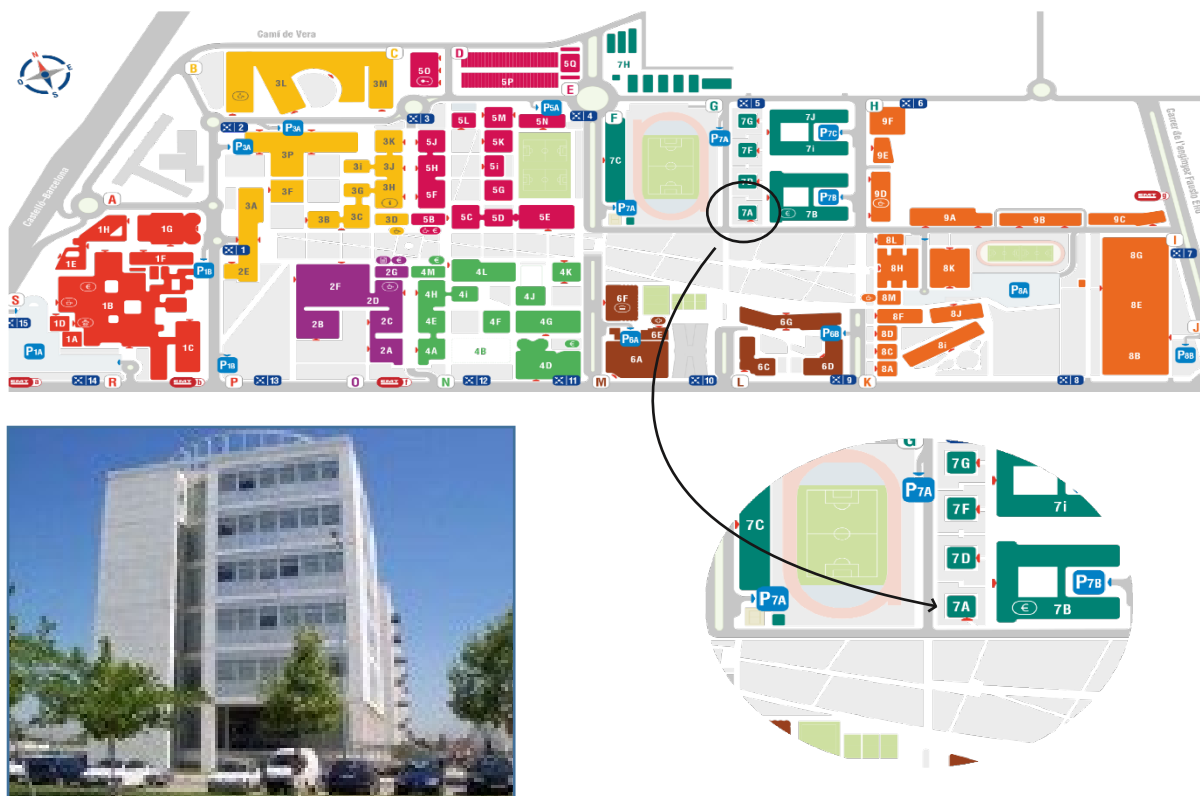 Camí de Vera
N
E
S
O
B
C
3L
3M
5O
D
5P
5Q
E
7H
Castelló-Barcelona
2
P3A
P3A
3
5L
5M
P5A
5N
4
F
G
P7A
5
7G
7J
P7C
H
6
9F
3P
3K
5J
5K
7C
7F
7i
9E
3i
3J
5H
5i
7D
3F
3G
3H
5F
5G
P7A
7A
P7B
7B
€
9D
Carrer de l'enginyer Fausto Elio
A
3A
3B
3C
3D
5B
5C
5D
5E
9A
9B
9C
g
1H
1G
1
€
8L
I
7
1E
1F
P1B
2E
2F
2G
€
4M
€
4L
4K
8G
S
1B
€
2D
4H
4i
4J
6F
8H
8K
P8A
15
1D
2B
2C
4E
4F
4G
P6A
6E
6G
P6B
8M
8F
8J
8E
J
P1A
1A
1C
2A
4A
4B
€
4D
6A
6C
6D
8D
8C
8i
P8B
8B
P1B
8A
a
14
R
b
P
13
O
f
N
12
11
M
10
L
9
K
8
G
7G
P7A
7F
7i
7C
7D
P7A
7A
P7B
€
7B